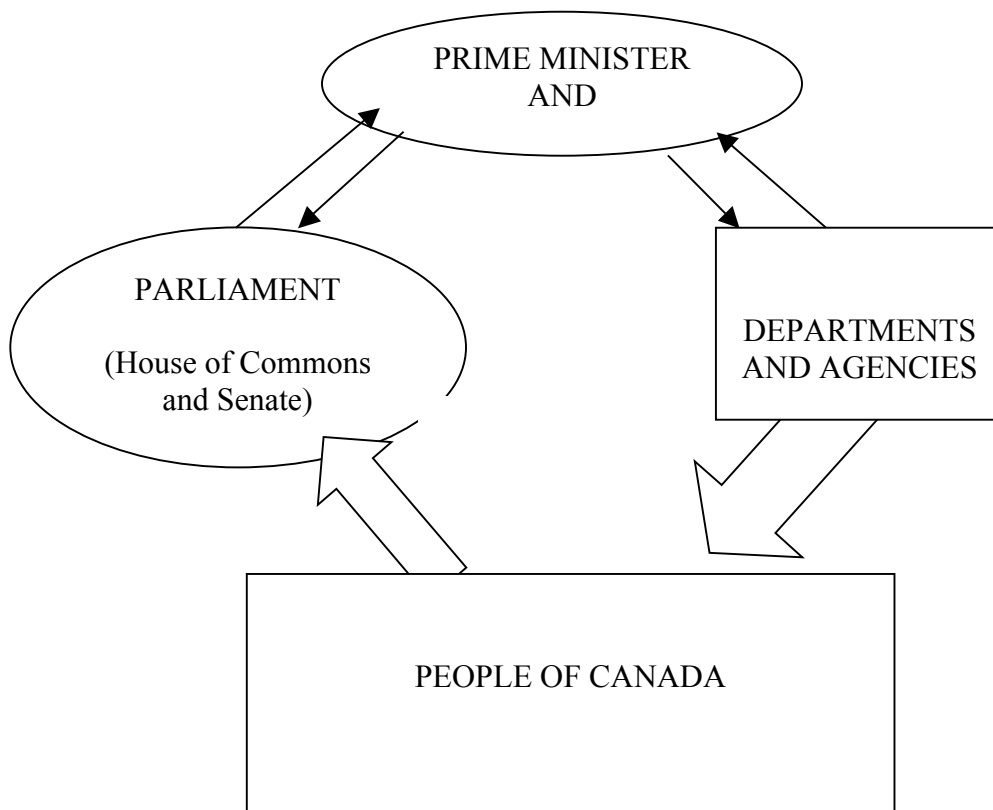 PRIME MINISTER
AND
PARLIAMENT
(House of Commons
and Senate)
DEPARTMENTS
AND AGENCIES
PEOPLE OF CANADA